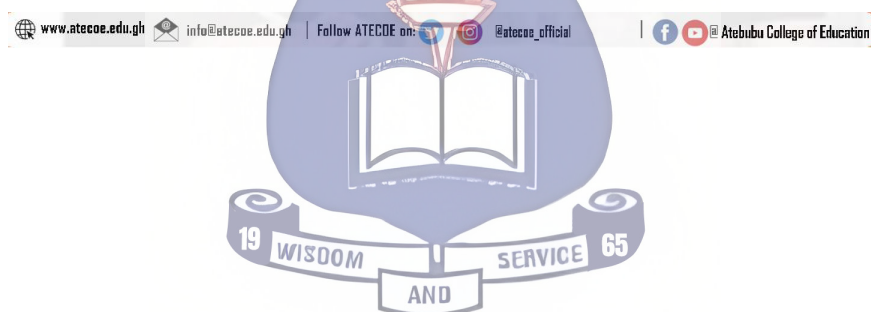 www.atecoe.edu.gh info@atecoe.edu.gh | Follow ATECOE on: @atecoe_official | @ Atebubu College of Education
19 WISDOM SERVICE 65
AND